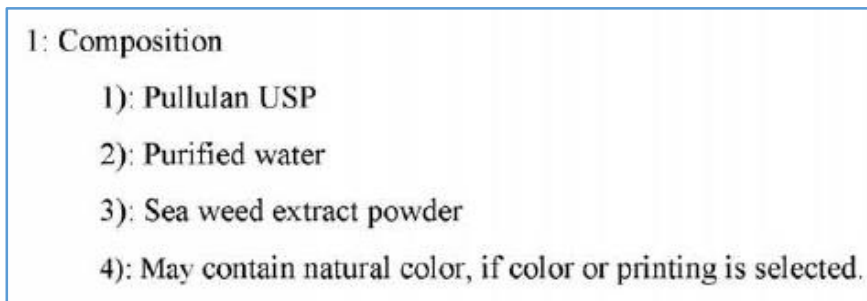 1: Composition
1): Pullulan USP
2): Purified water
3): Sea weed extract powder
4): May contain natural color, if color or printing is selected.